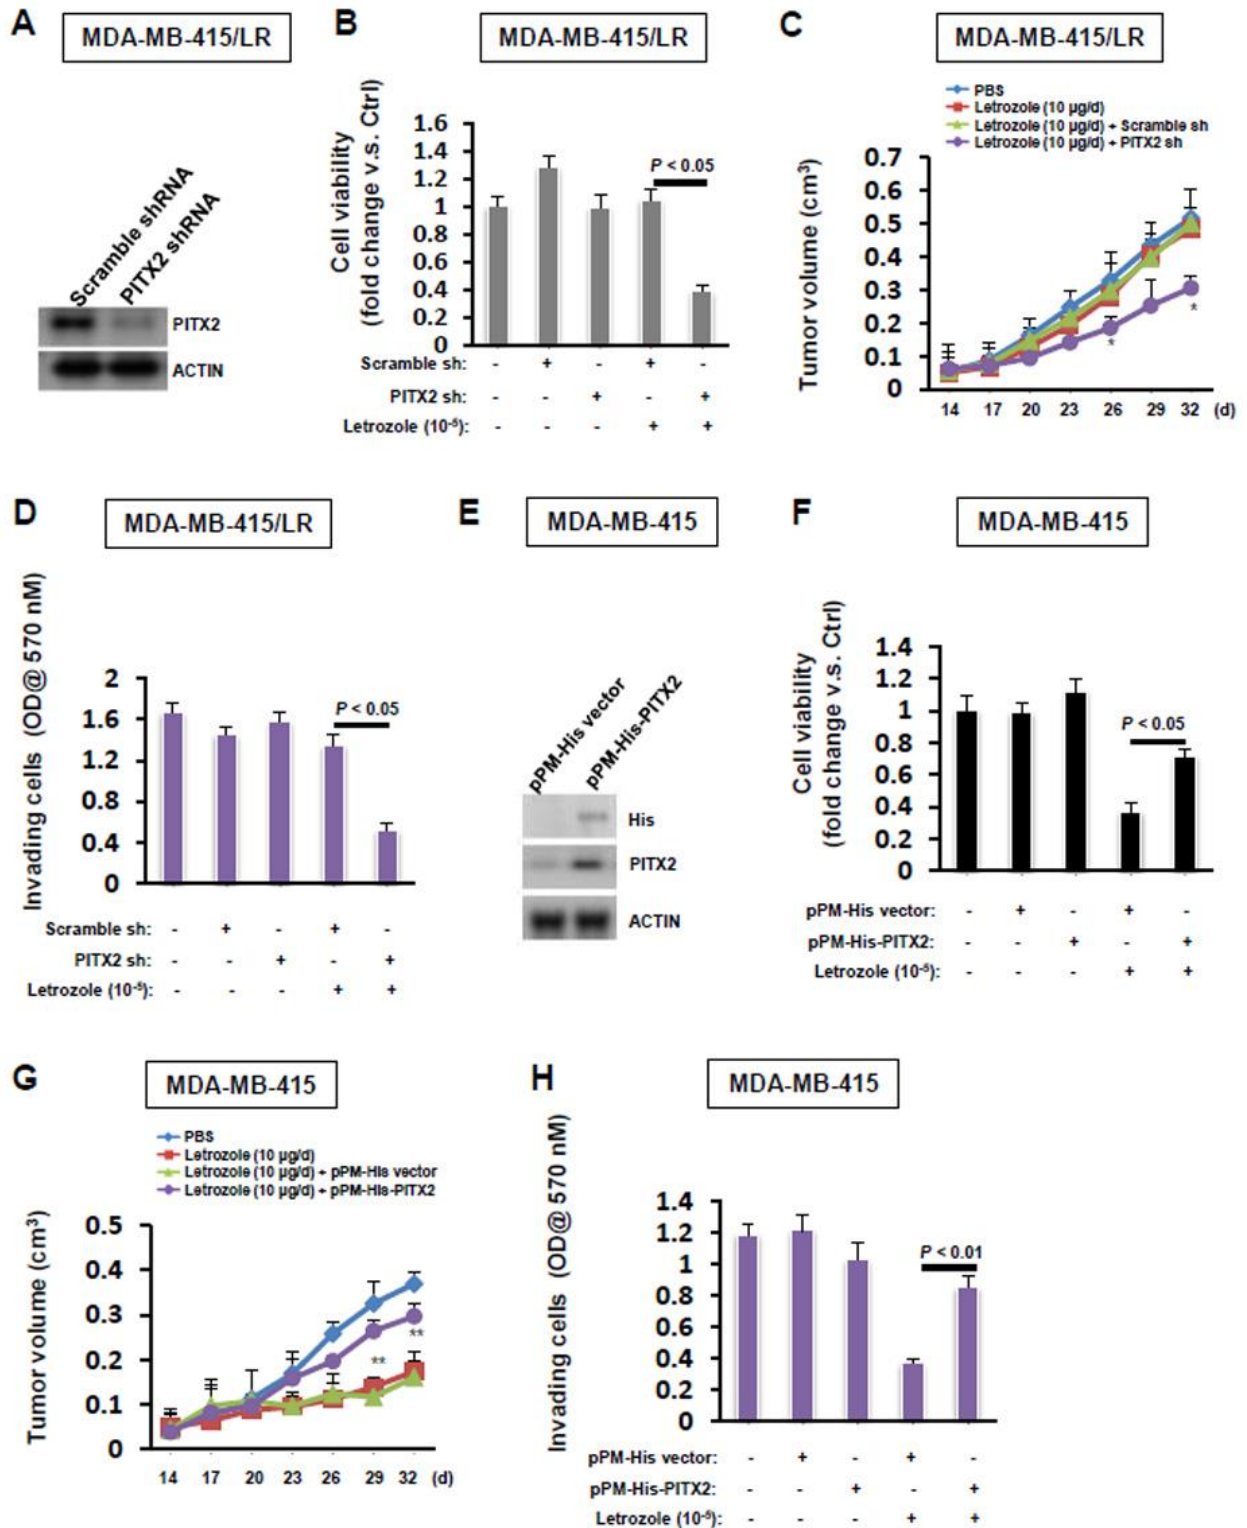 A
MDA-MB-415/LR
Scramble shRNA
PITX2 shRNA
PITX2
ACTIN
B
MDA-MB-415/LR
Cell viability
(fold change v.s. Ctrl)
1.6
1.4
1.2
1
0.8
0.6
0.4
0.2
0
P < 0.05
Scramble sh: - + - + -
PITX2 sh: - - + - +
Letrozole (10⁻⁵): - - - + +
C
MDA-MB-415/LR
PBS
Letrozole (10 µg/d)
Letrozole (10 µg/d) + Scramble sh
Letrozole (10 µg/d) + PITX2 sh
Tumor volume (cm³)
0.7
0.6
0.5
0.4
0.3
0.2
0.1
0
*
*
14 17 20 23 26 29 32 (d)
D
MDA-MB-415/LR
Invading cells (OD@ 570 nM)
2
1.6
1.2
0.8
0.4
0
P < 0.05
Scramble sh: - + - + -
PITX2 sh: - - + - +
Letrozole (10⁻⁵): - - - + +
E
MDA-MB-415
pPM-His vector
pPM-His-PITX2
His
PITX2
ACTIN
F
MDA-MB-415
Cell viability
(fold change v.s. Ctrl)
1.4
1.2
1
0.8
0.6
0.4
0.2
0
P < 0.05
pPM-His vector: - + - + -
pPM-His-PITX2: - - + - +
Letrozole (10⁻⁵): - - - + +
G
MDA-MB-415
PBS
Letrozole (10 µg/d)
Letrozole (10 µg/d) + pPM-His vector
Letrozole (10 µg/d) + pPM-His-PITX2
Tumor volume (cm³)
0.5
0.4
0.3
0.2
0.1
0
**
**
14 17 20 23 26 29 32 (d)
H
MDA-MB-415
Invading cells (OD@ 570 nM)
1.4
1.2
1
0.8
0.6
0.4
0.2
0
P < 0.01
pPM-His vector: - + - + -
pPM-His-PITX2: - - + - +
Letrozole (10⁻⁵): - - - + +